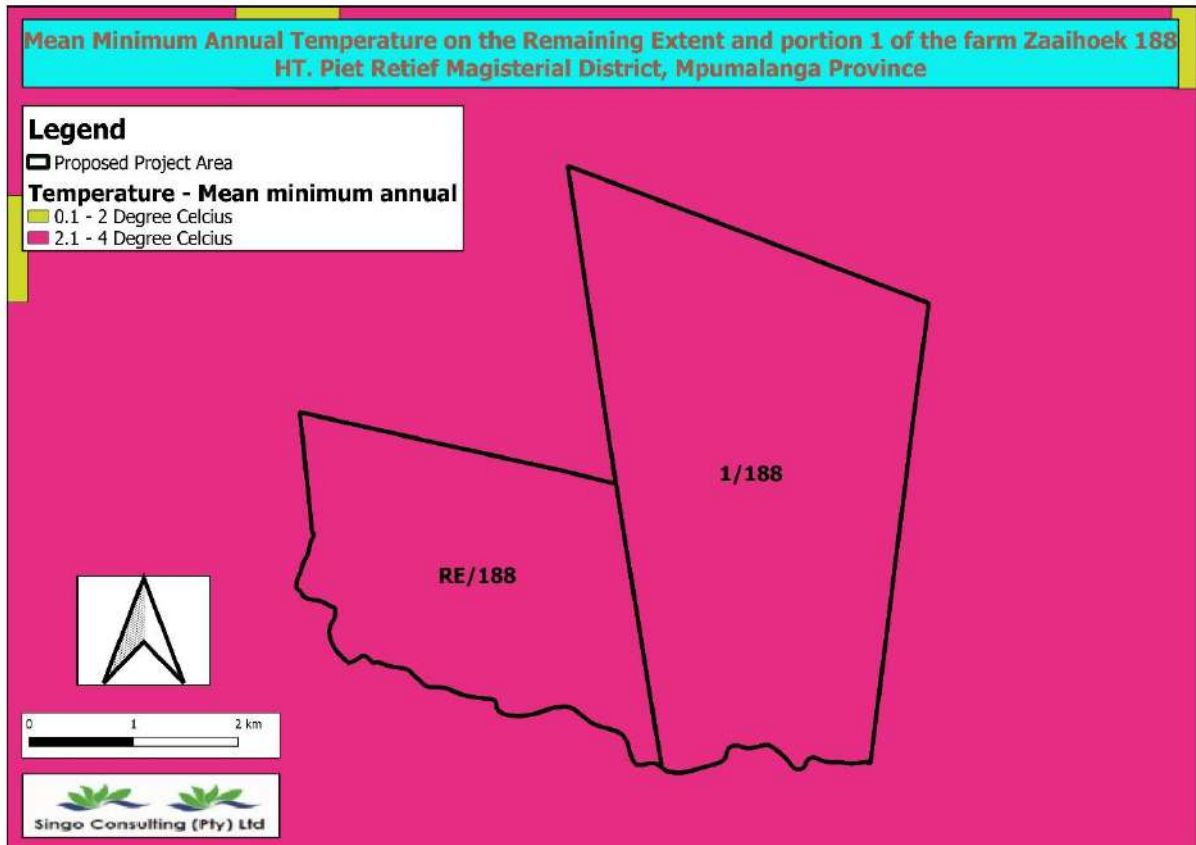 Mean Minimum Annual Temperature on the Remaining Extent and portion 1 of the farm Zaaihoek 188
HT. Piet Retief Magisterial District, Mpumalanga Province
Legend
Proposed Project Area
Temperature - Mean minimum annual
0.1 - 2 Degree Celcius
2.1 - 4 Degree Celcius
1/188
RE/188
0 1 2 km
Singo Consulting (Pty) Ltd